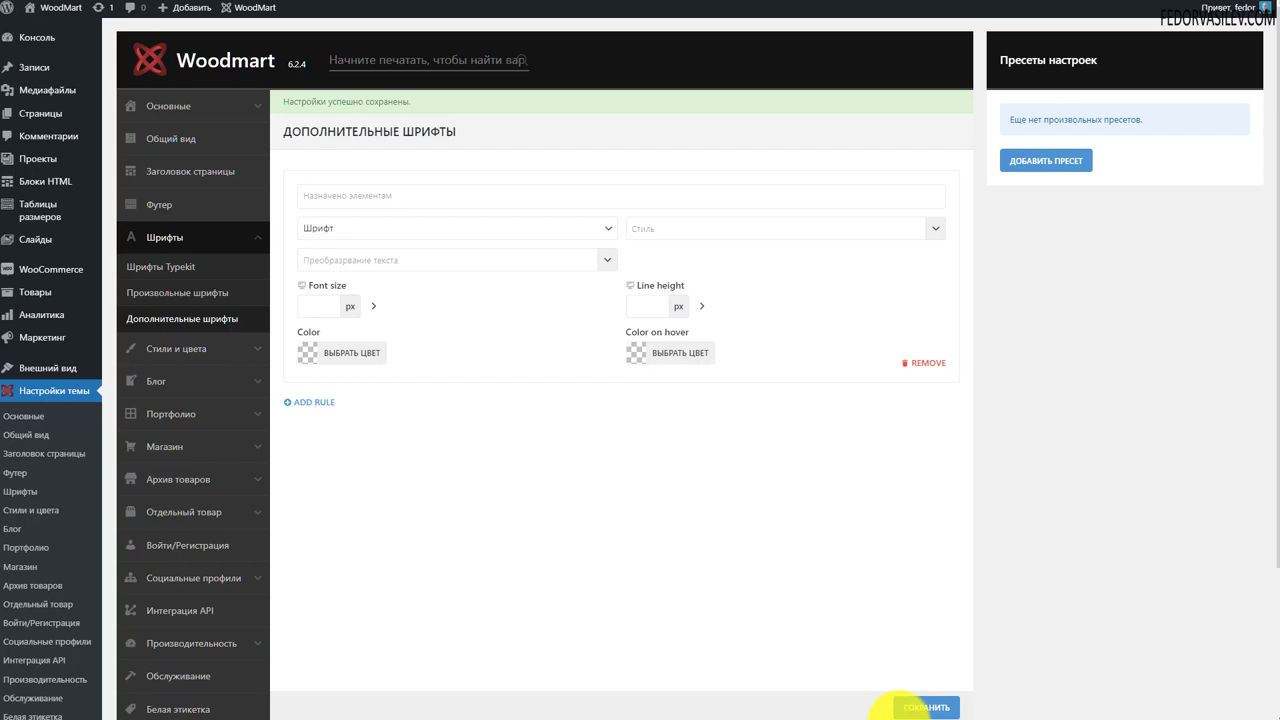 WoodMart
1
0
Добавить
Привет, fedor
FEDORVASILEV.COM
Консоль
Записи
Медиафайлы
Страницы
Комментарии
Проекты
Блоки HTML
Таблицы
размеров
Слайды
WooCommerce
Товары
Аналитика
Маркетинг
Внешний вид
Настройки темы
Основные
Общий вид
Заголовок страницы
Футер
Шрифты
Стили и цвета
Блог
Портфолио
Магазин
Архив товаров
Отдельный товар
Войти/Регистрация
Социальные профили
Интеграция API
Производительность
Обслуживание
Белая этикетка
Woodmart
6.2.4
Начните печатать, чтобы найти вар
Основные
Общий вид
Заголовок страницы
Футер
Шрифты
Шрифты Typekit
Произвольные шрифты
Дополнительные шрифты
Стили и цвета
Блог
Портфолио
Магазин
Архив товаров
Отдельный товар
Войти/Регистрация
Социальные профили
Интеграция API
Производительность
Обслуживание
Белая этикетка
Настройки успешно сохранены.
ДОПОЛНИТЕЛЬНЫЕ ШРИФТЫ
Назначено элементам
Шрифт
Стиль
Преобразрвание текста
Font size
Line height
px
px
Color
Color on hover
ВЫБРАТЬ ЦВЕТ
ВЫБРАТЬ ЦВЕТ
REMOVE
ADD RULE
СОХРАНИТЬ
Пресеты настроек
Еще нет произвольных пресетов.
ДОБАВИТЬ ПРЕСЕТ